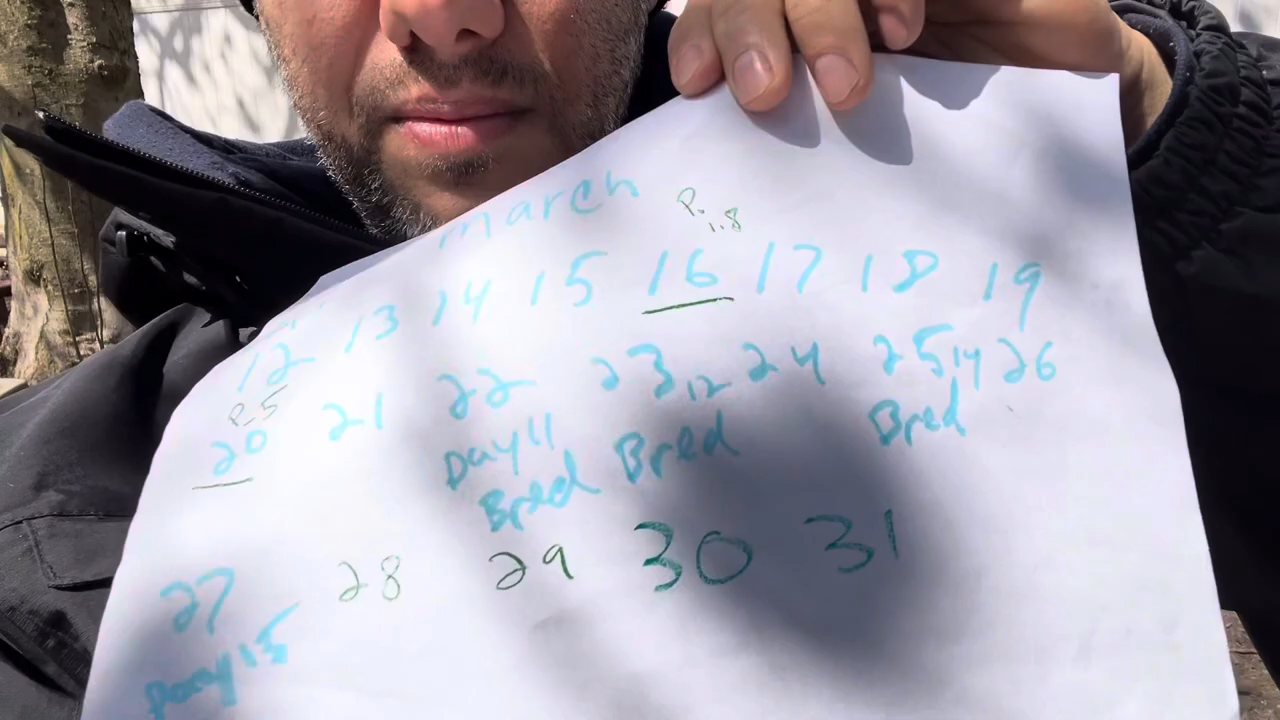 March
P. 1.8
12 13 14 15 16 17 18 19
P. 5
20 21 22 23 12 24 25 14 26
Day 11 Bred Bred
Bred
27 28 29 30 31
Day 15